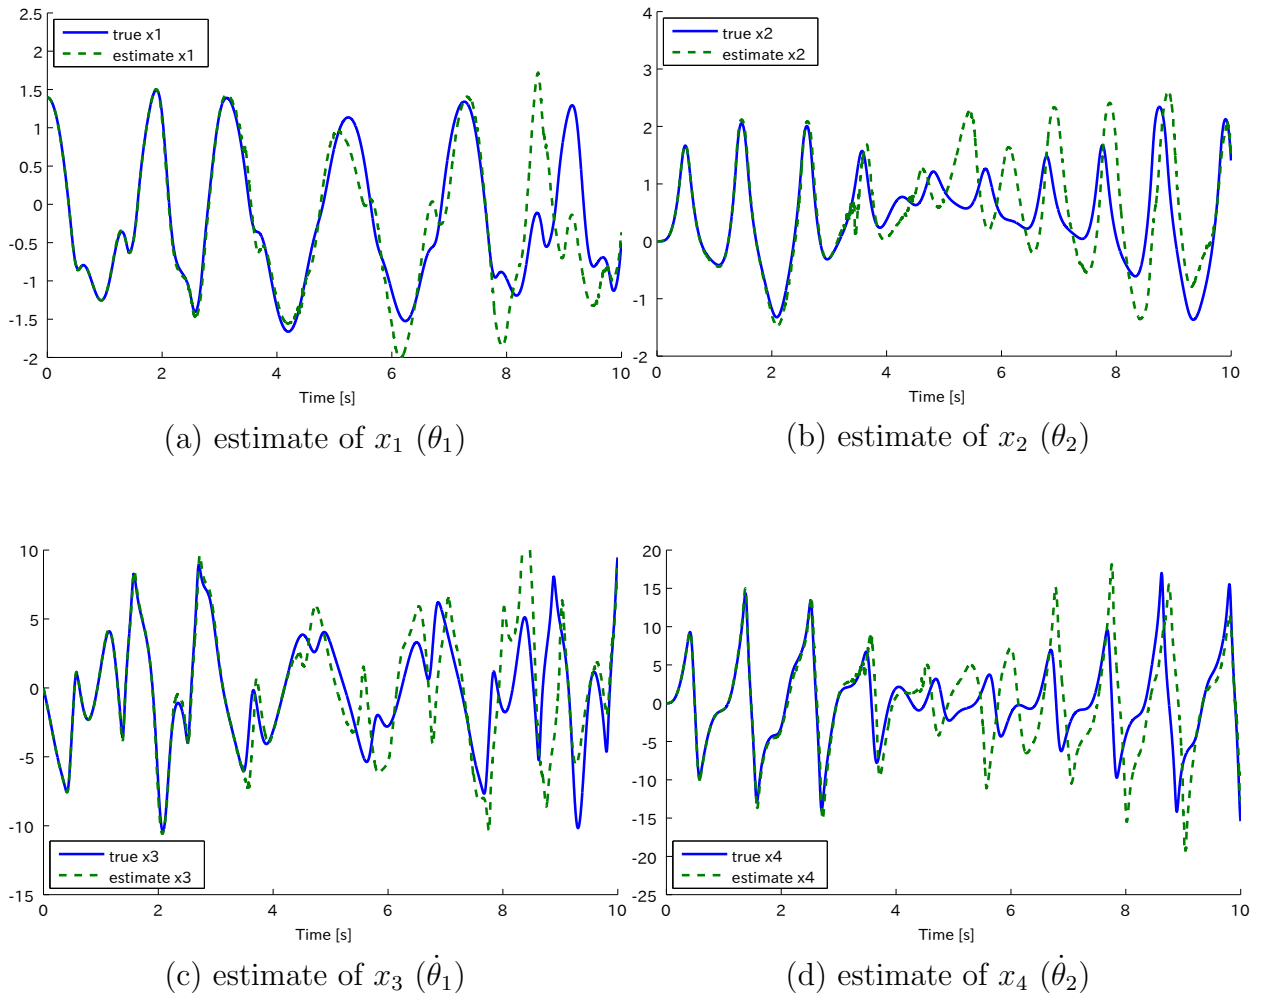 2.5
2
1.5
1
0.5
0
-0.5
-1
-1.5
-2
true x1
estimate x1
0 2 4 6 8 10
Time [s]
(a) estimate of x₁ (θ₁)
4
3
2
1
0
-1
-2
true x2
estimate x2
0 2 4 6 8 10
Time [s]
(b) estimate of x₂ (θ₂)
10
5
0
-5
-10
-15
true x3
estimate x3
0 2 4 6 8 10
Time [s]
(c) estimate of x₃ (θ̇₁)
20
15
10
5
0
-5
-10
-15
-20
-25
true x4
estimate x4
0 2 4 6 8 10
Time [s]
(d) estimate of x₄ (θ̇₂)